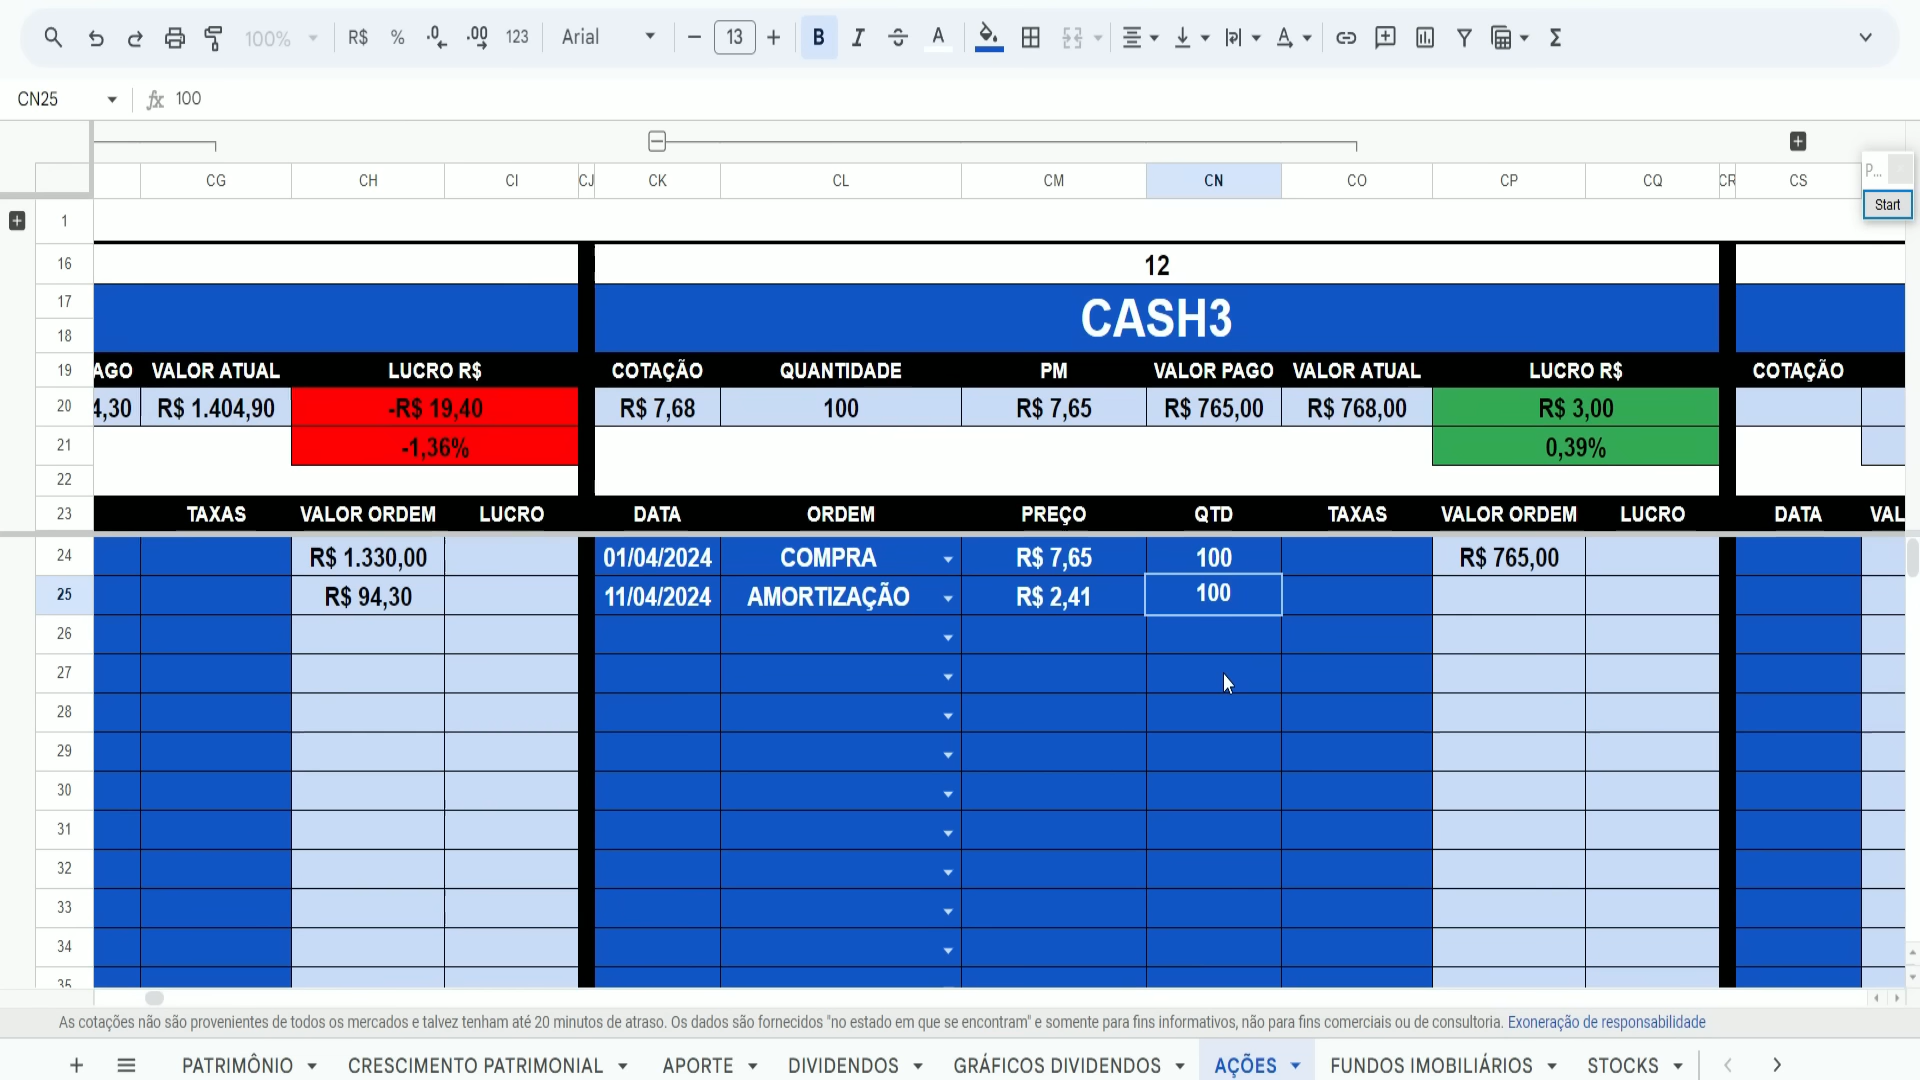 100%
R$ % .0 .00 123
Arial
13
B I A
Σ
CN25
fx 100
CG CH CI CJ CK CL CM CN CO CP CQ CR CS
P...
Start
1
16 12
17 CASH3
18
19 AGO VALOR ATUAL LUCRO R$ COTAÇÃO QUANTIDADE PM VALOR PAGO VALOR ATUAL LUCRO R$ COTAÇÃO
20 4,30 R$ 1.404,90 -R$ 19,40 R$ 7,68 100 R$ 7,65 R$ 765,00 R$ 768,00 R$ 3,00
21 -1,36% 0,39%
22
23 TAXAS VALOR ORDEM LUCRO DATA ORDEM PREÇO QTD TAXAS VALOR ORDEM LUCRO DATA VAL
24 R$ 1.330,00 01/04/2024 COMPRA R$ 7,65 100 R$ 765,00
25 R$ 94,30 11/04/2024 AMORTIZAÇÃO R$ 2,41 100
26
27
28
29
30
31
32
33
34
35
As cotações não são provenientes de todos os mercados e talvez tenham até 20 minutos de atraso. Os dados são fornecidos "no estado em que se encontram" e somente para fins informativos, não para fins comerciais ou de consultoria. Exoneração de responsabilidade
PATRIMÔNIO CRESCIMENTO PATRIMONIAL APORTE DIVIDENDOS GRÁFICOS DIVIDENDOS AÇÕES FUNDOS IMOBILIÁRIOS STOCKS